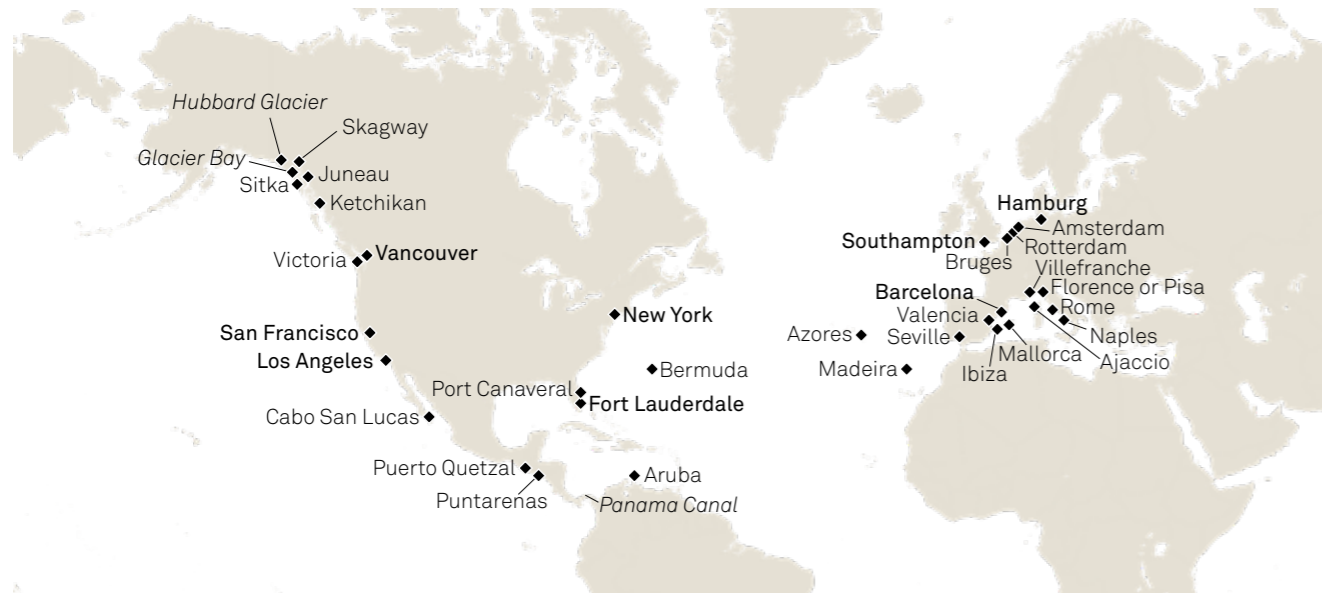 Hubbard Glacier
Skagway
Glacier Bay
Juneau
Sitka
Ketchikan
Victoria
Vancouver
San Francisco
Los Angeles
Cabo San Lucas
Puerto Quetzal
Puntarenas
New York
Bermuda
Port Canaveral
Fort Lauderdale
Aruba
Panama Canal
Hamburg
Amsterdam
Southampton
Rotterdam
Bruges
Villefranche
Florence or Pisa
Barcelona
Rome
Valencia
Azores
Seville
Naples
Mallorca
Ajaccio
Madeira
Ibiza